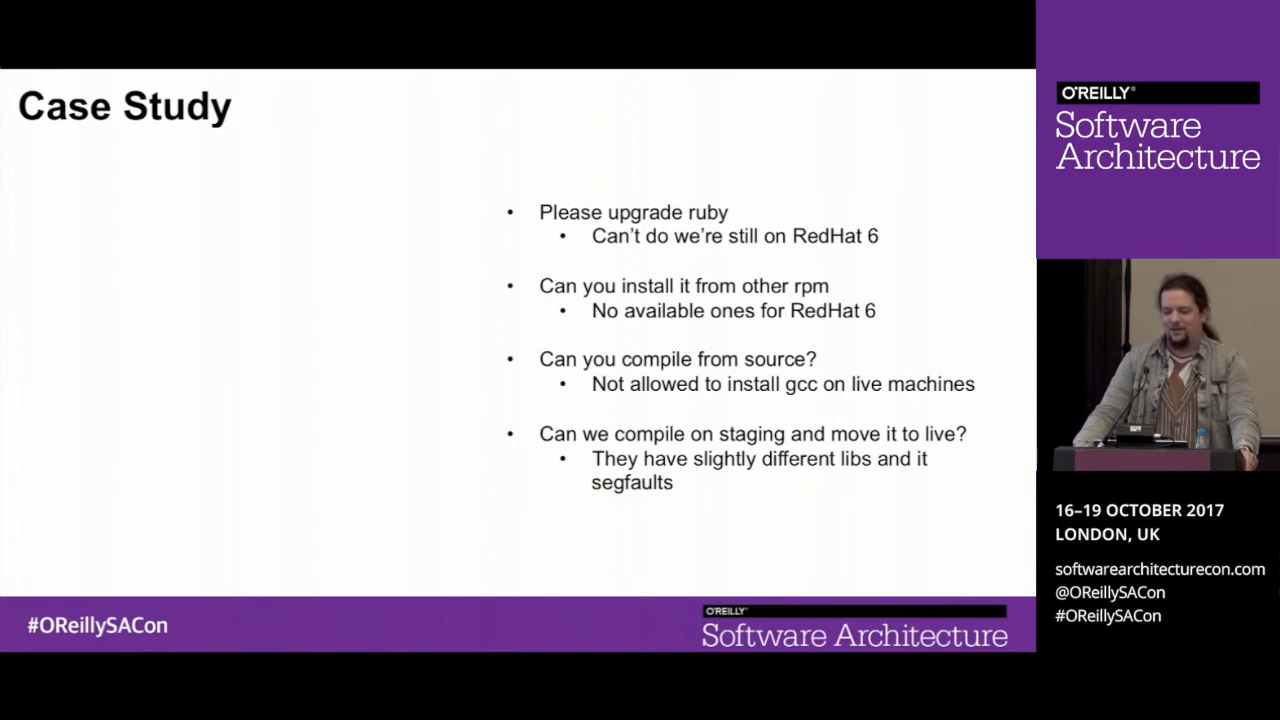 Case Study
• Please upgrade ruby
• Can't do we're still on RedHat 6
• Can you install it from other rpm
• No available ones for RedHat 6
• Can you compile from source?
• Not allowed to install gcc on live machines
• Can we compile on staging and move it to live?
• They have slightly different libs and it
segfaults
#OReillySACon
O'REILLY®
Software Architecture
O'REILLY®
Software
Architecture
16–19 OCTOBER 2017
LONDON, UK
softwarearchitecturecon.com
@OReillySACon
#OReillySACon